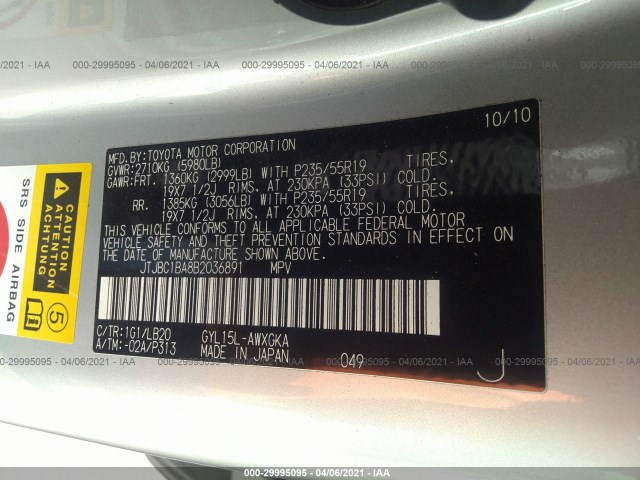 000-29995095 - 04/06/2021 - IAA
MFD.BY:TOYOTA MOTOR CORPORATION 10/10
GVWR:2710KG (5980LB)
GAWR:FRT. 1360KG (2999LB) WITH P235/55R19 TIRES,
19X7 1/2J RIMS, AT 230KPA (33PSI) COLD.
RR. 1385KG (3056LB) WITH P235/55R19 TIRES,
19X7 1/2J RIMS, AT 230KPA (33PSI) COLD.
THIS VEHICLE CONFORMS TO ALL APPLICABLE FEDERAL MOTOR
VEHICLE SAFETY AND THEFT PREVENTION STANDARDS IN EFFECT ON
THE DATE OF MANUFACTURE SHOWN ABOVE.
JTJBC1BA8B2036891 MPV
C/TR:1G1/LB20 GYL15L-AWXGKA
A/TM:-02A/P313 MADE IN JAPAN 049 J
SRS SIDE AIRBAG
CAUTION
ATTENTION
ACHTUNG
5
000-29995095 - 04/06/2021 - IAA